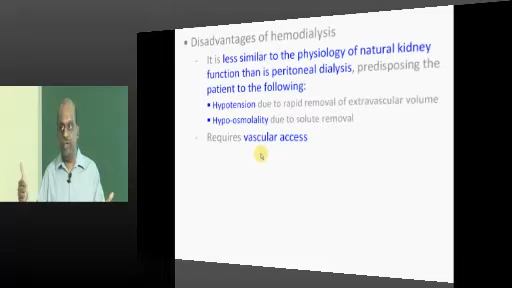 ▪ Disadvantages of hemodialysis
- It is less similar to the physiology of natural kidney
function than is peritoneal dialysis, predisposing the
patient to the following:
▪ Hypotension due to rapid removal of extravascular volume
▪ Hypo-osmolality due to solute removal
- Requires vascular access